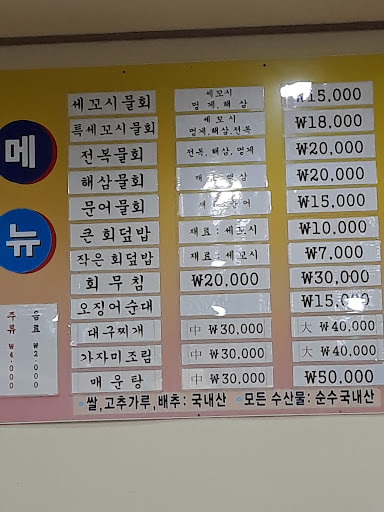 메뉴
세꼬시물회 세꼬시 멍게,해삼 ₩15,000
특세꼬시물회 세꼬시 멍게,해삼,전복 ₩18,000
전복물회 전복,해삼,멍게 ₩20,000
해삼물회 해삼 ₩20,000
문어물회 문어 ₩15,000
큰회덮밥 재료:세꼬시 ₩10,000
작은회덮밥 재료:세꼬시 ₩7,000
회무침 ₩20,000 ₩30,000
오징어순대 ₩15,000
대구찌개 中 ₩30,000 大 ₩40,000
가자미조림 中 ₩30,000 大 ₩40,000
매운탕 中 ₩30,000 ₩50,000
음료 ₩2.000
주류 ₩4.000
쌀,고추가루,배추:국내산 모든 수산물:순수국내산